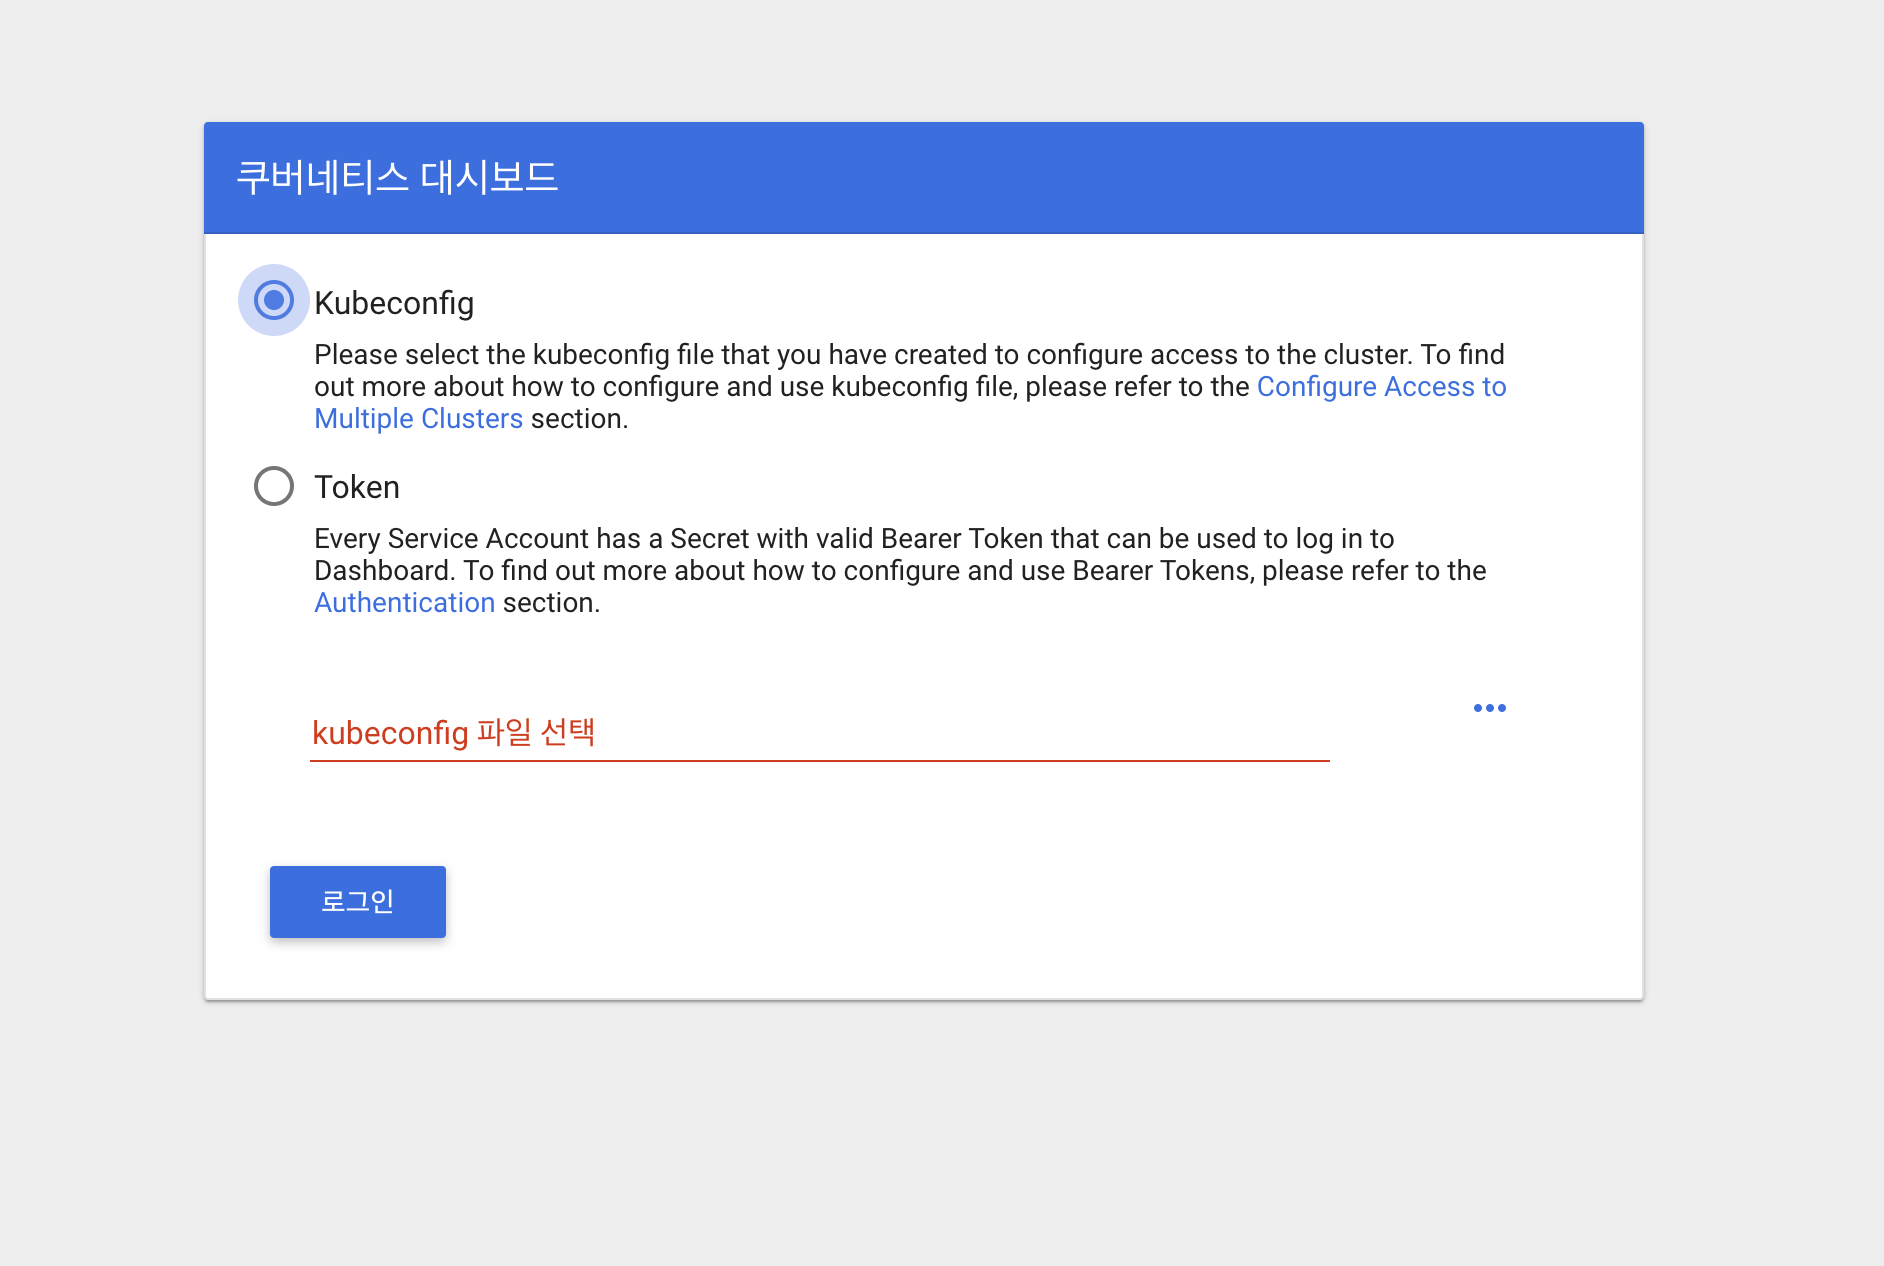 쿠버네티스 대시보드
Kubeconfig
Please select the kubeconfig file that you have created to configure access to the cluster. To find
out more about how to configure and use kubeconfig file, please refer to the Configure Access to
Multiple Clusters section.
Token
Every Service Account has a Secret with valid Bearer Token that can be used to log in to
Dashboard. To find out more about how to configure and use Bearer Tokens, please refer to the
Authentication section.
kubeconfig 파일 선택
로그인